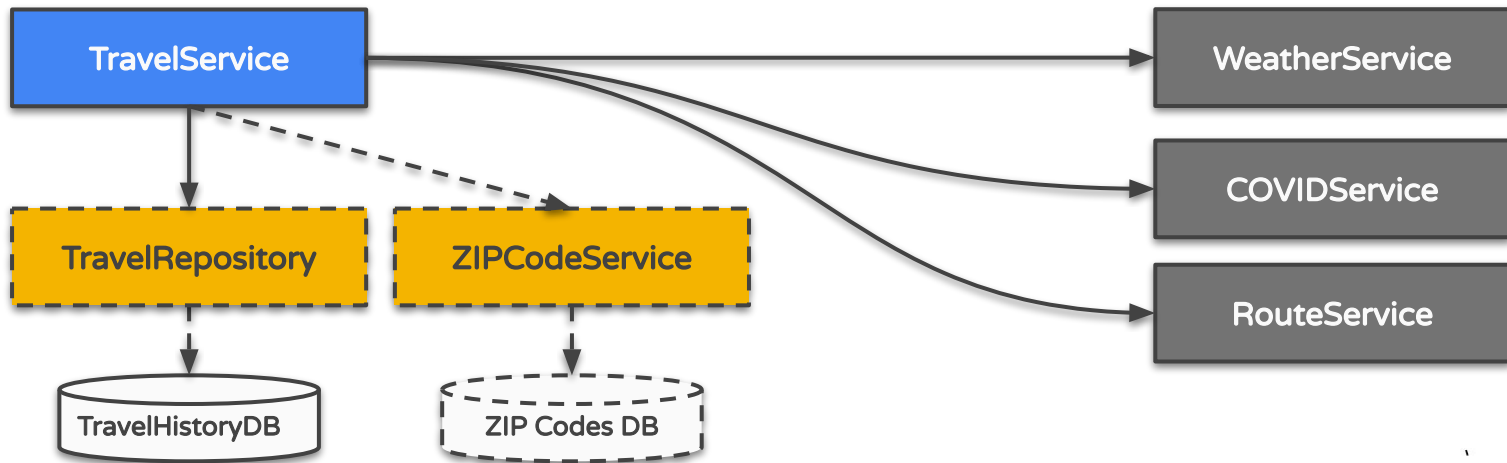 TravelService
WeatherService
COVIDService
TravelRepository
ZIPCodeService
RouteService
TravelHistoryDB
ZIP Codes DB